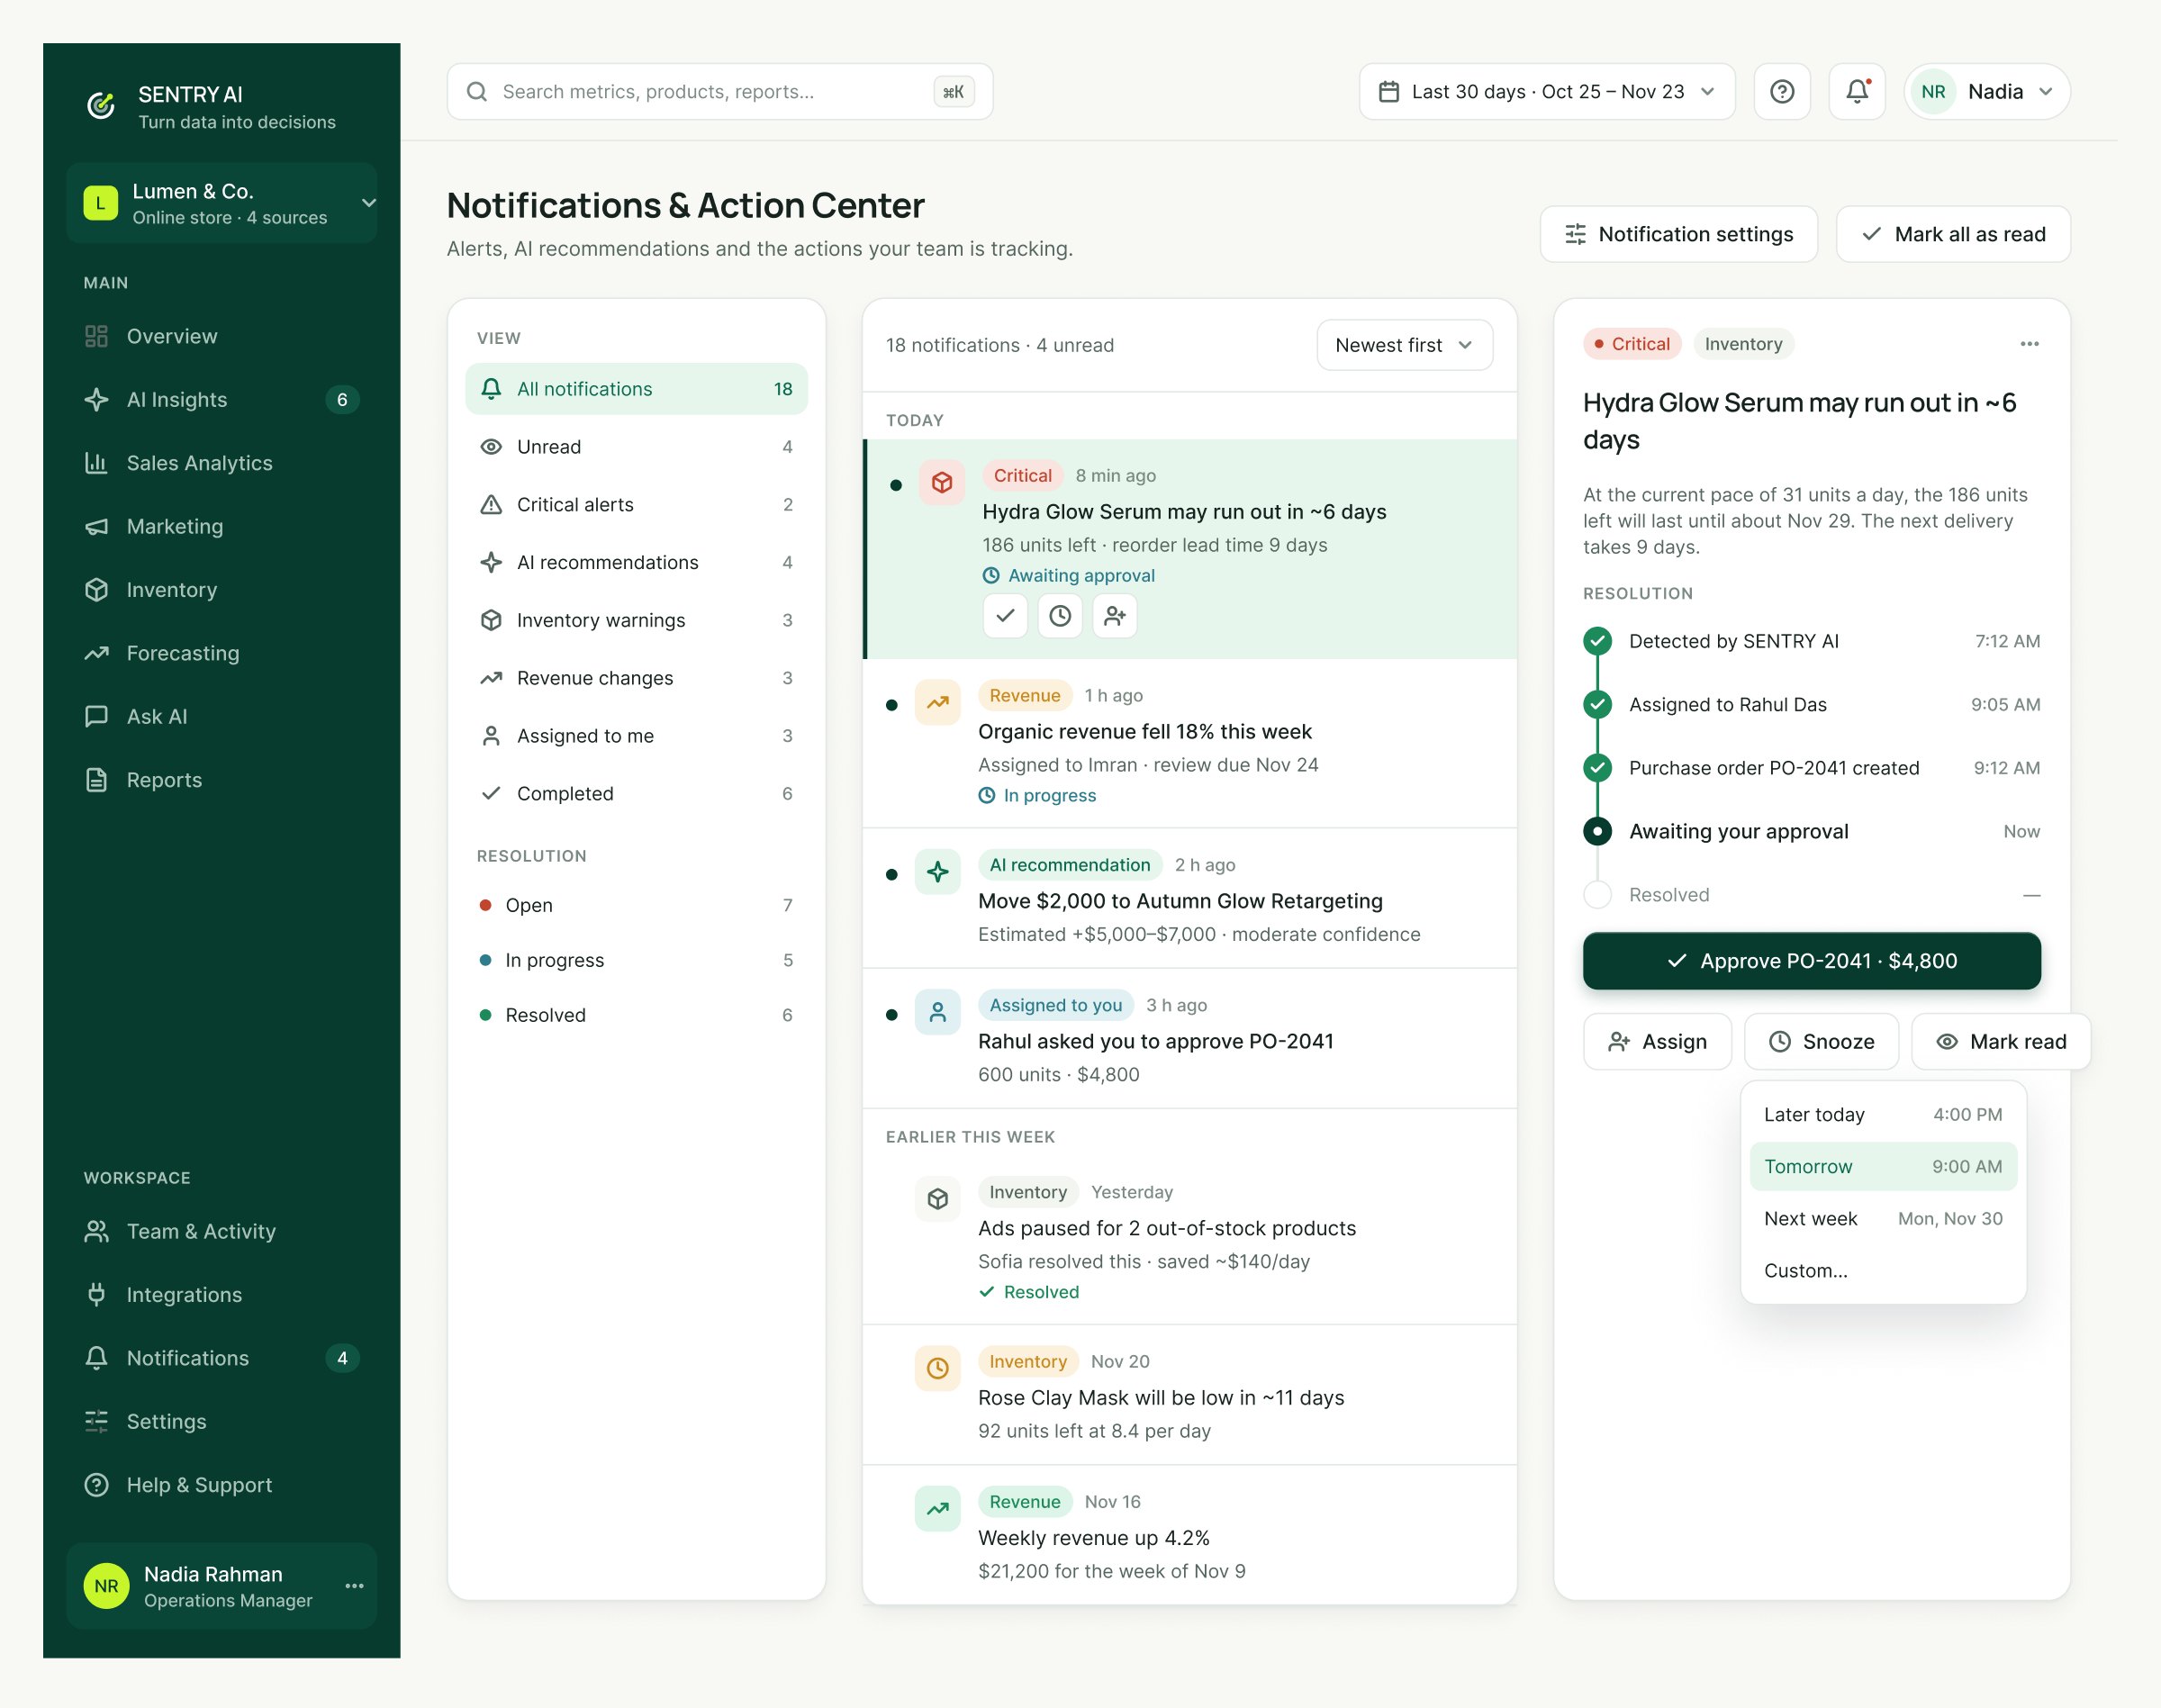 SENTRY AI
Turn data into decisions
L
Lumen & Co.
Online store · 4 sources
MAIN
Overview
AI Insights 6
Sales Analytics
Marketing
Inventory
Forecasting
Ask AI
Reports
WORKSPACE
Team & Activity
Integrations
Notifications 4
Settings
Help & Support
NR
Nadia Rahman
Operations Manager
Search metrics, products, reports... ⌘K
Last 30 days · Oct 25 – Nov 23
NR Nadia
Notifications & Action Center
Alerts, AI recommendations and the actions your team is tracking.
Notification settings
Mark all as read
VIEW
All notifications 18
Unread 4
Critical alerts 2
AI recommendations 4
Inventory warnings 3
Revenue changes 3
Assigned to me 3
Completed 6
RESOLUTION
Open 7
In progress 5
Resolved 6
18 notifications · 4 unread
Newest first
TODAY
Critical 8 min ago
Hydra Glow Serum may run out in ~6 days
186 units left · reorder lead time 9 days
Awaiting approval
Revenue 1 h ago
Organic revenue fell 18% this week
Assigned to Imran · review due Nov 24
In progress
AI recommendation 2 h ago
Move $2,000 to Autumn Glow Retargeting
Estimated +$5,000–$7,000 · moderate confidence
Assigned to you 3 h ago
Rahul asked you to approve PO-2041
600 units · $4,800
EARLIER THIS WEEK
Inventory Yesterday
Ads paused for 2 out-of-stock products
Sofia resolved this · saved ~$140/day
Resolved
Inventory Nov 20
Rose Clay Mask will be low in ~11 days
92 units left at 8.4 per day
Revenue Nov 16
Weekly revenue up 4.2%
$21,200 for the week of Nov 9
Critical Inventory
Hydra Glow Serum may run out in ~6
days
At the current pace of 31 units a day, the 186 units
left will last until about Nov 29. The next delivery
takes 9 days.
RESOLUTION
Detected by SENTRY AI 7:12 AM
Assigned to Rahul Das 9:05 AM
Purchase order PO-2041 created 9:12 AM
Awaiting your approval Now
Resolved —
Approve PO-2041 · $4,800
Assign
Snooze
Mark read
Later today 4:00 PM
Tomorrow 9:00 AM
Next week Mon, Nov 30
Custom...